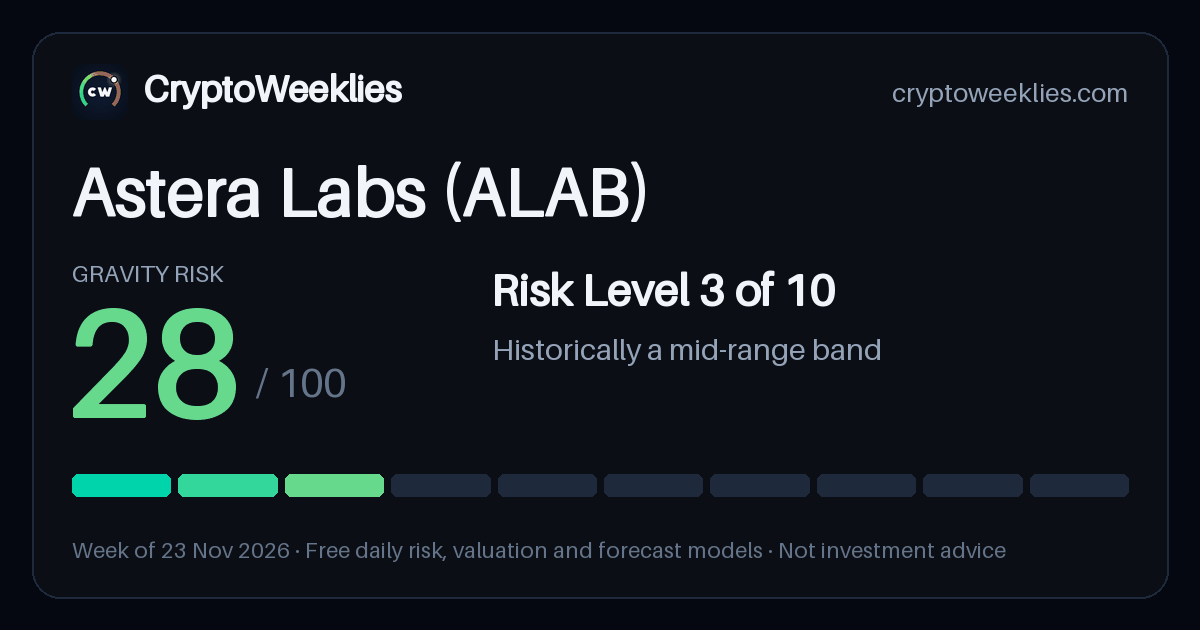 CW
CryptoWeeklies
cryptoweeklies.com
Astera Labs (ALAB)
GRAVITY RISK
28 / 100
Risk Level 3 of 10
Historically a mid-range band
Week of 23 Nov 2026 · Free daily risk, valuation and forecast models · Not investment advice